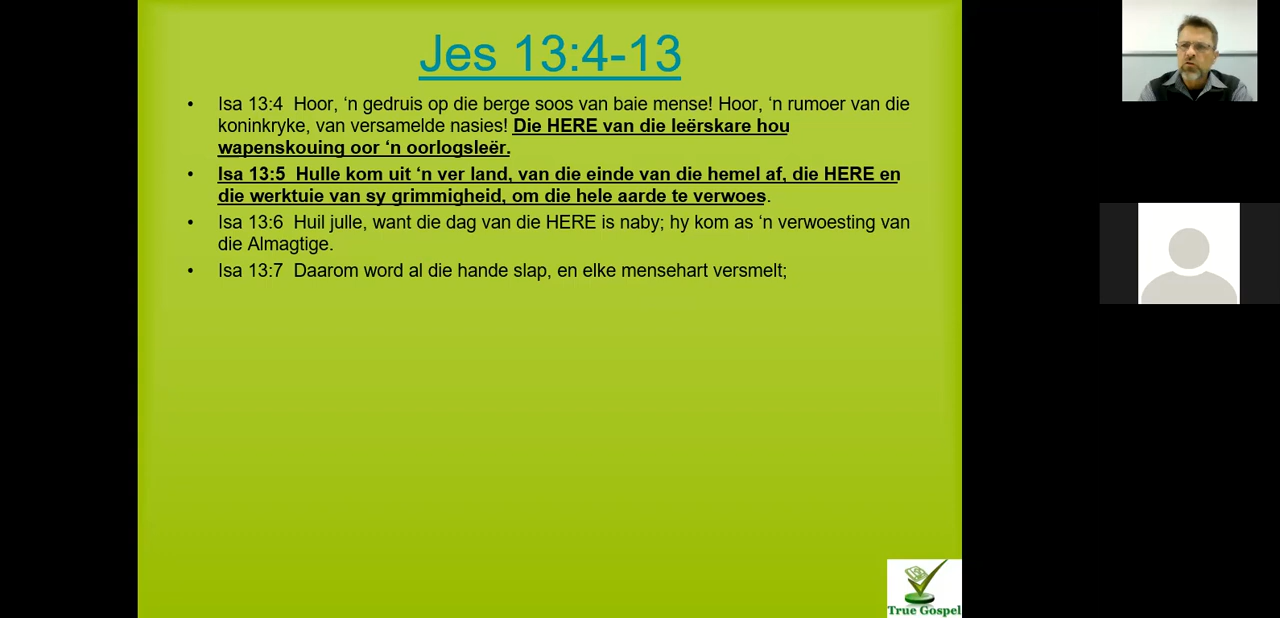 Jes 13:4-13
• Isa 13:4 Hoor, ‘n gedruis op die berge soos van baie mense! Hoor, ‘n rumoer van die
koninkryke, van versamelde nasies! Die HERE van die leërskare hou
wapenskouing oor ‘n oorlogsleër.
• Isa 13:5 Hulle kom uit ‘n ver land, van die einde van die hemel af, die HERE en
die werktuie van sy grimmigheid, om die hele aarde te verwoes.
• Isa 13:6 Huil julle, want die dag van die HERE is naby; hy kom as ‘n verwoesting van
die Almagtige.
• Isa 13:7 Daarom word al die hande slap, en elke mensehart versmelt;
True Gospel